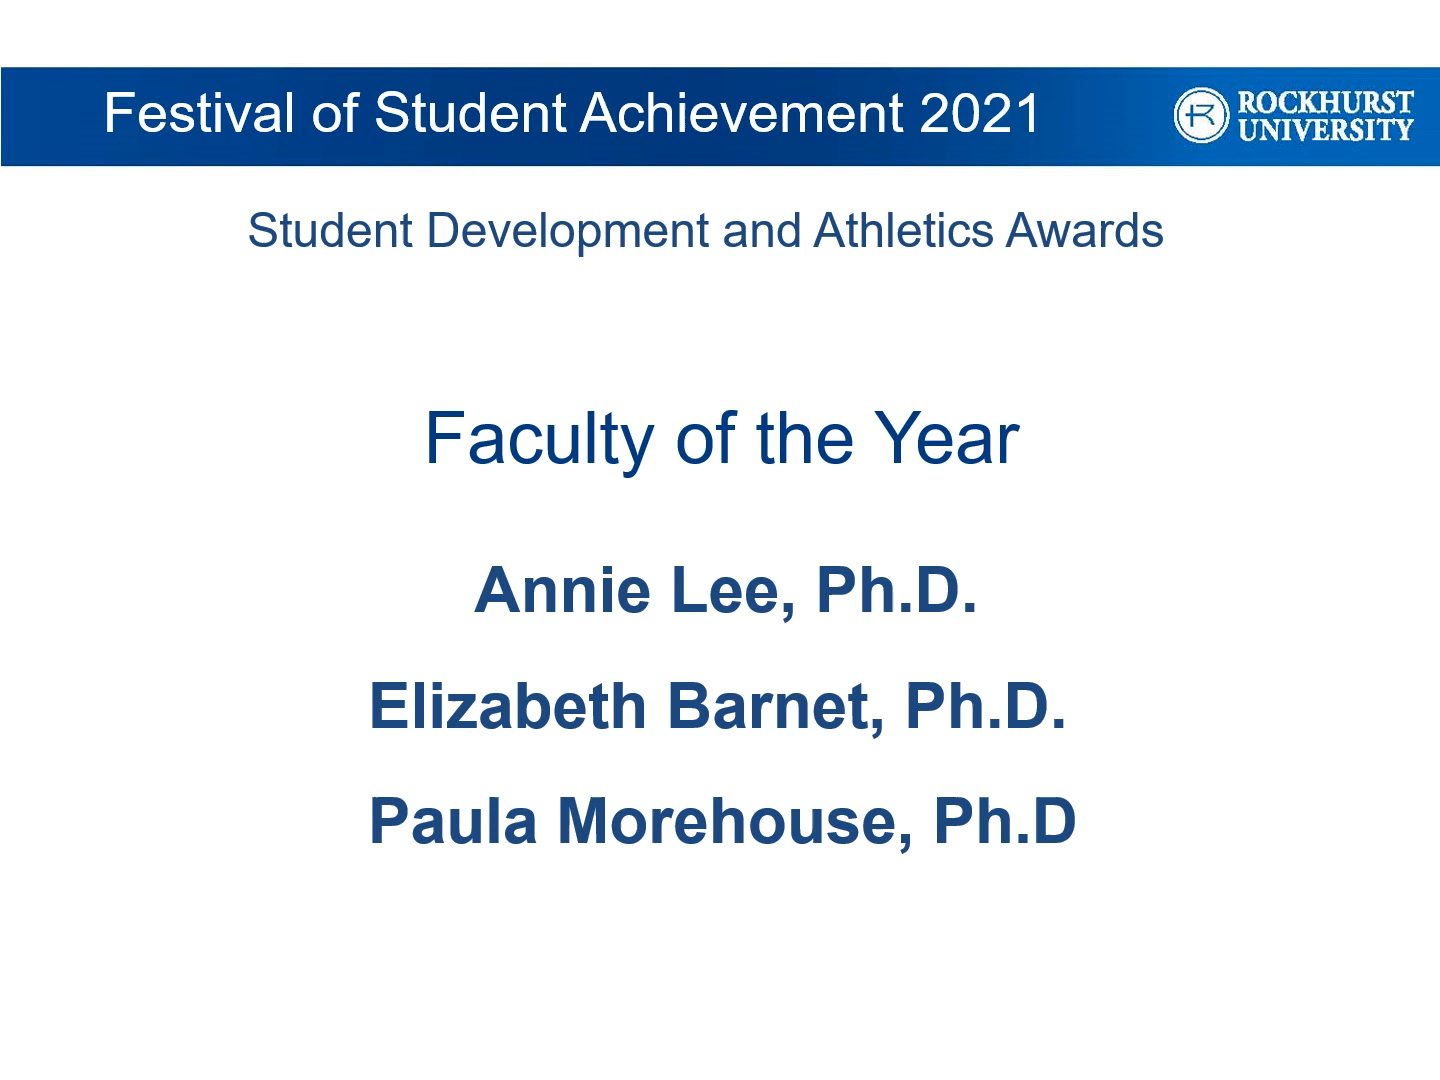 Festival of Student Achievement 2021
ROCKHURST
UNIVERSITY
Student Development and Athletics Awards
Faculty of the Year
Annie Lee, Ph.D.
Elizabeth Barnet, Ph.D.
Paula Morehouse, Ph.D